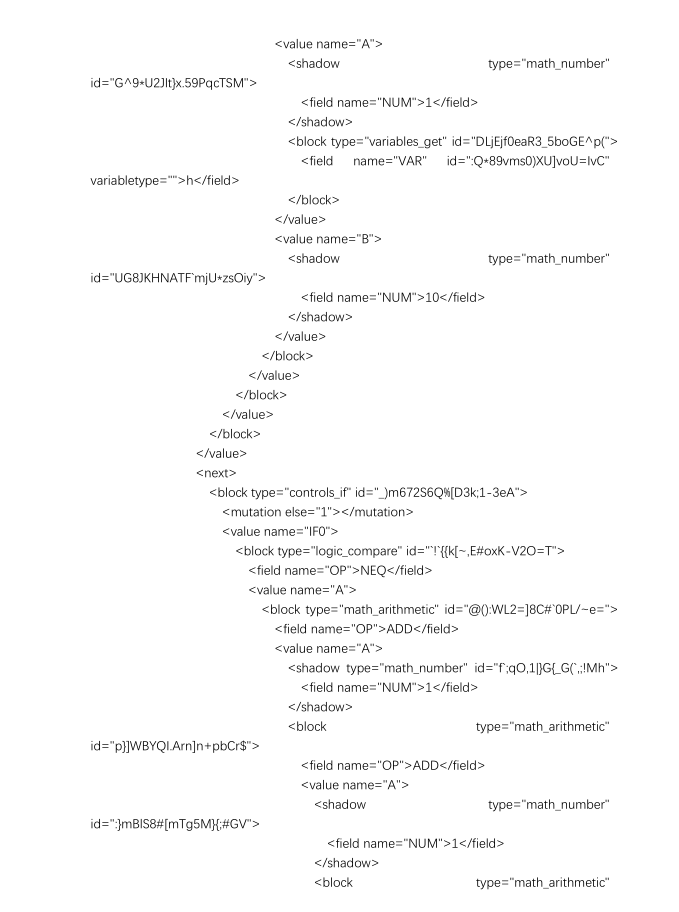 <value name="A">
<shadow type="math_number"
id="G^9*U2Jlt}x.59PqcTSM">
<field name="NUM">1</field>
</shadow>
<block type="variables_get" id="DLjEjf0eaR3_5boGE^p(">
<field name="VAR" id=":Q*89vms0)XU]voU=IvC"
variabletype="">h</field>
</block>
</value>
<value name="B">
<shadow type="math_number"
id="UG8JKHNATF`mjU*zsOiy">
<field name="NUM">10</field>
</shadow>
</value>
</block>
</value>
</block>
</value>
</block>
</value>
<next>
<block type="controls_if" id="_)m672S6Q%[D3k;1-3eA">
<mutation else="1"></mutation>
<value name="IF0">
<block type="logic_compare" id="`!`{{k[~,E#oxK-V2O=T">
<field name="OP">NEQ</field>
<value name="A">
<block type="math_arithmetic" id="@():WL2=]8C#`0PL/~e=">
<field name="OP">ADD</field>
<value name="A">
<shadow type="math_number" id="f`;qO,1|}G{_G(`,;!Mh">
<field name="NUM">1</field>
</shadow>
<block type="math_arithmetic"
id="p}]WBYQI.Arn]n+pbCr$">
<field name="OP">ADD</field>
<value name="A">
<shadow type="math_number"
id=":}mBIS8#[mTg5M}{;#GV">
<field name="NUM">1</field>
</shadow>
<block type="math_arithmetic"